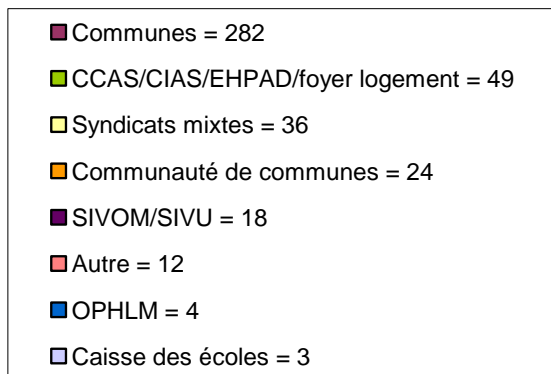 Communes = 282
CCAS/CIAS/EHPAD/foyer logement = 49
Syndicats mixtes = 36
Communauté de communes = 24
SIVOM/SIVU = 18
Autre = 12
OPHLM = 4
Caisse des écoles = 3